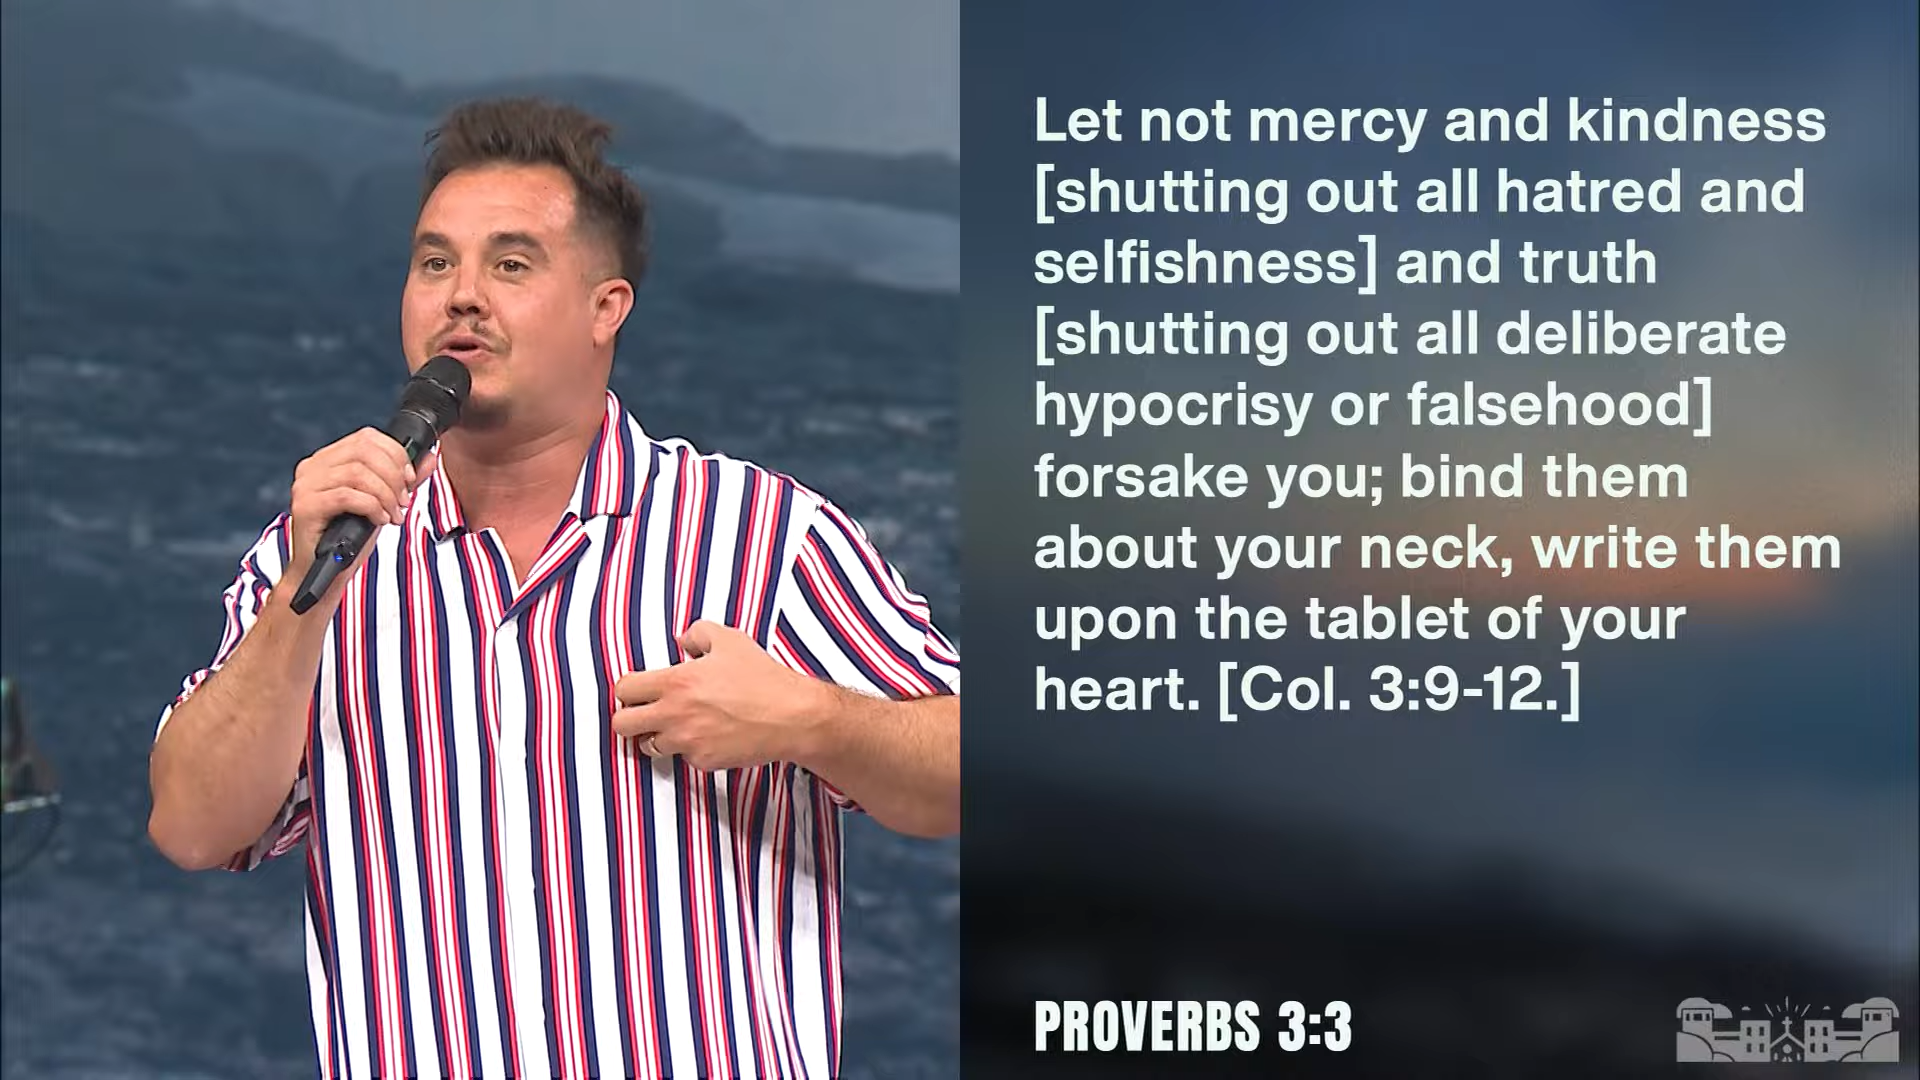 Let not mercy and kindness
[shutting out all hatred and
selfishness] and truth
[shutting out all deliberate
hypocrisy or falsehood]
forsake you; bind them
about your neck, write them
upon the tablet of your
heart. [Col. 3:9-12.]
PROVERBS 3:3